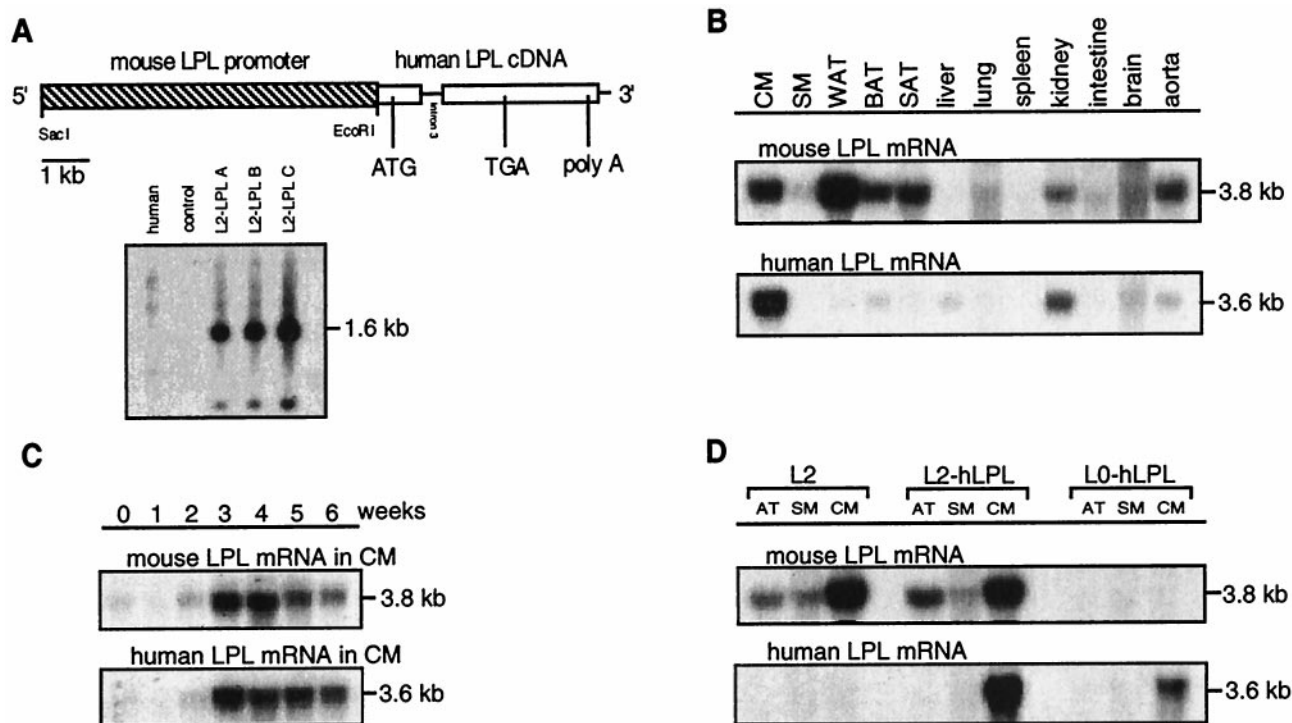 A
mouse LPL promoter
human LPL cDNA
5'
3'
SacI
EcoRI
intron 3
1 kb
ATG
TGA
poly A
human
control
L2-LPL A
L2-LPL B
L2-LPL C
1.6 kb
B
CM
SM
WAT
BAT
SAT
liver
lung
spleen
kidney
intestine
brain
aorta
mouse LPL mRNA
3.8 kb
human LPL mRNA
3.6 kb
C
0 1 2 3 4 5 6 weeks
mouse LPL mRNA in CM
3.8 kb
human LPL mRNA in CM
3.6 kb
D
L2 L2-hLPL L0-hLPL
AT SM CM AT SM CM AT SM CM
mouse LPL mRNA
3.8 kb
human LPL mRNA
3.6 kb